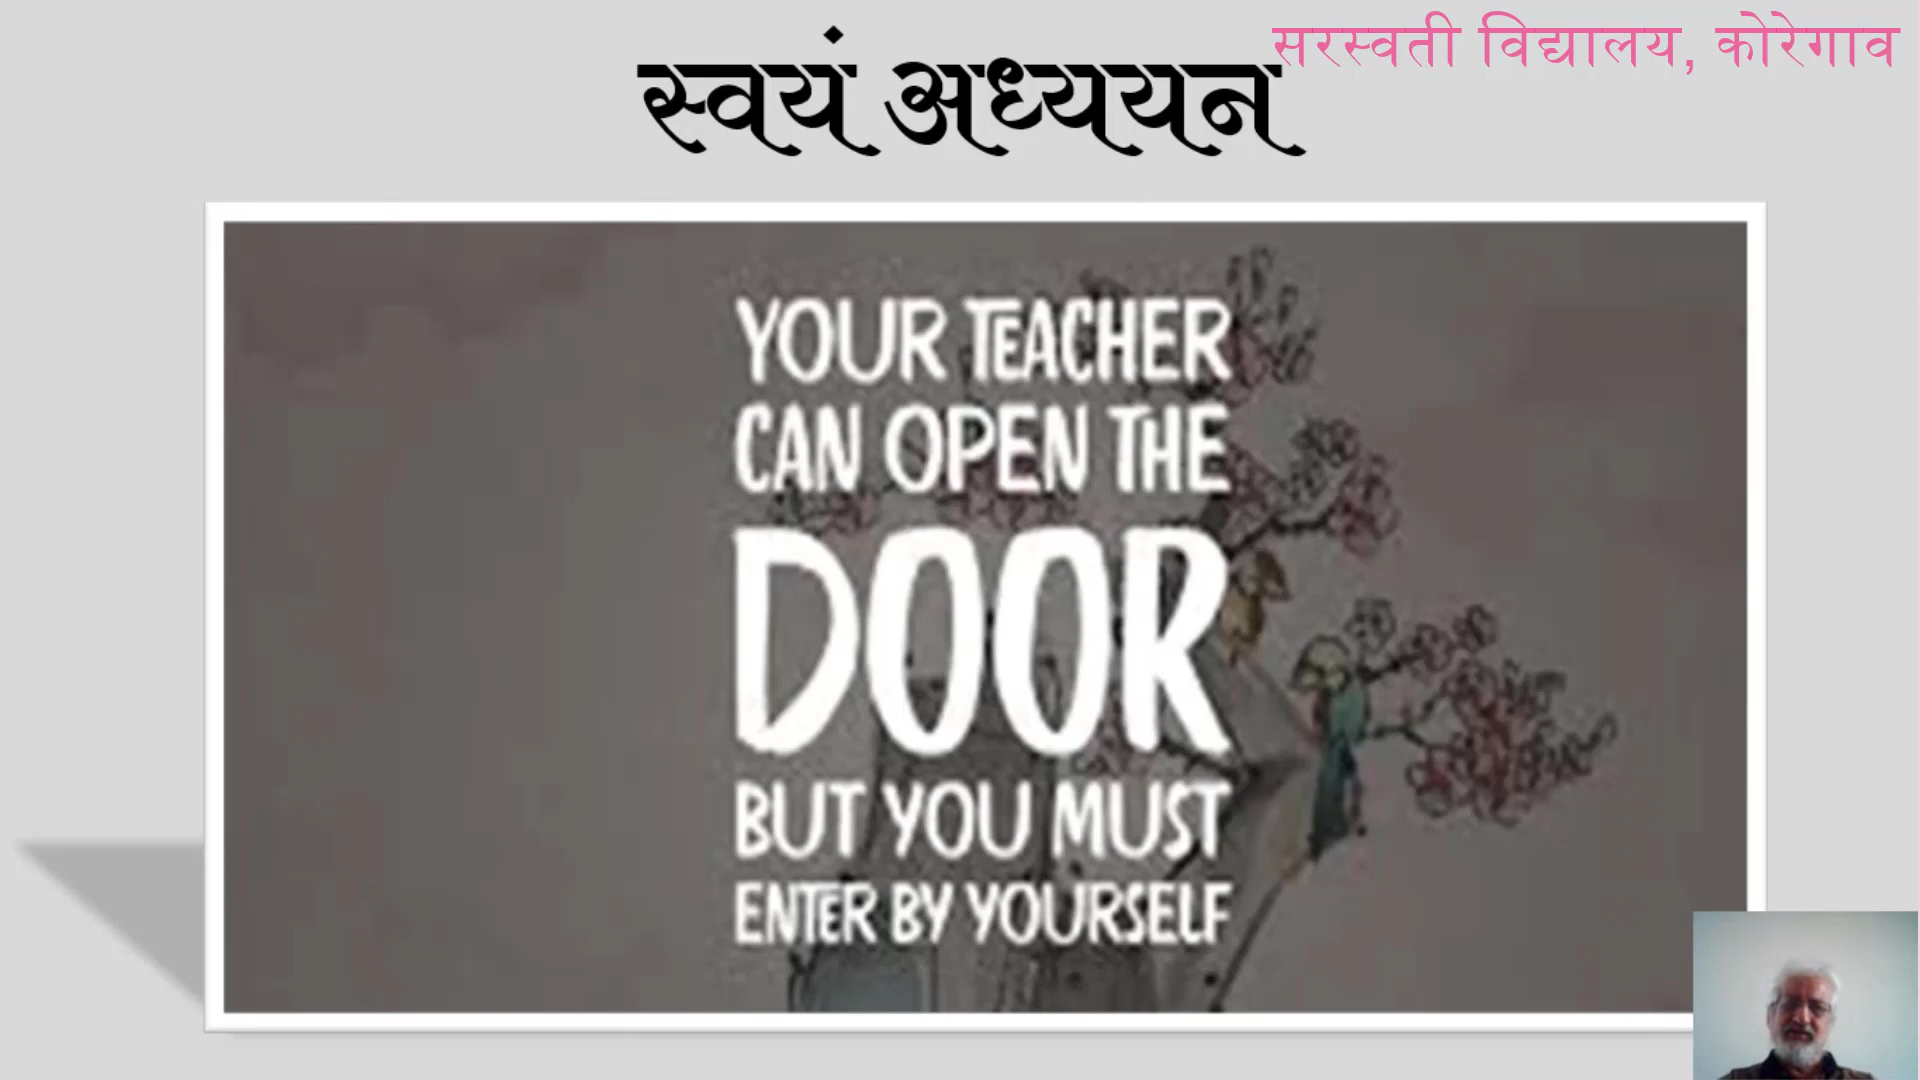 सरस्वती विद्यालय, कोरेगाव
स्वयं अध्ययन
YOUR TEACHER
CAN OPEN THE
DOOR
BUT YOU MUST
ENTER BY YOURSELF